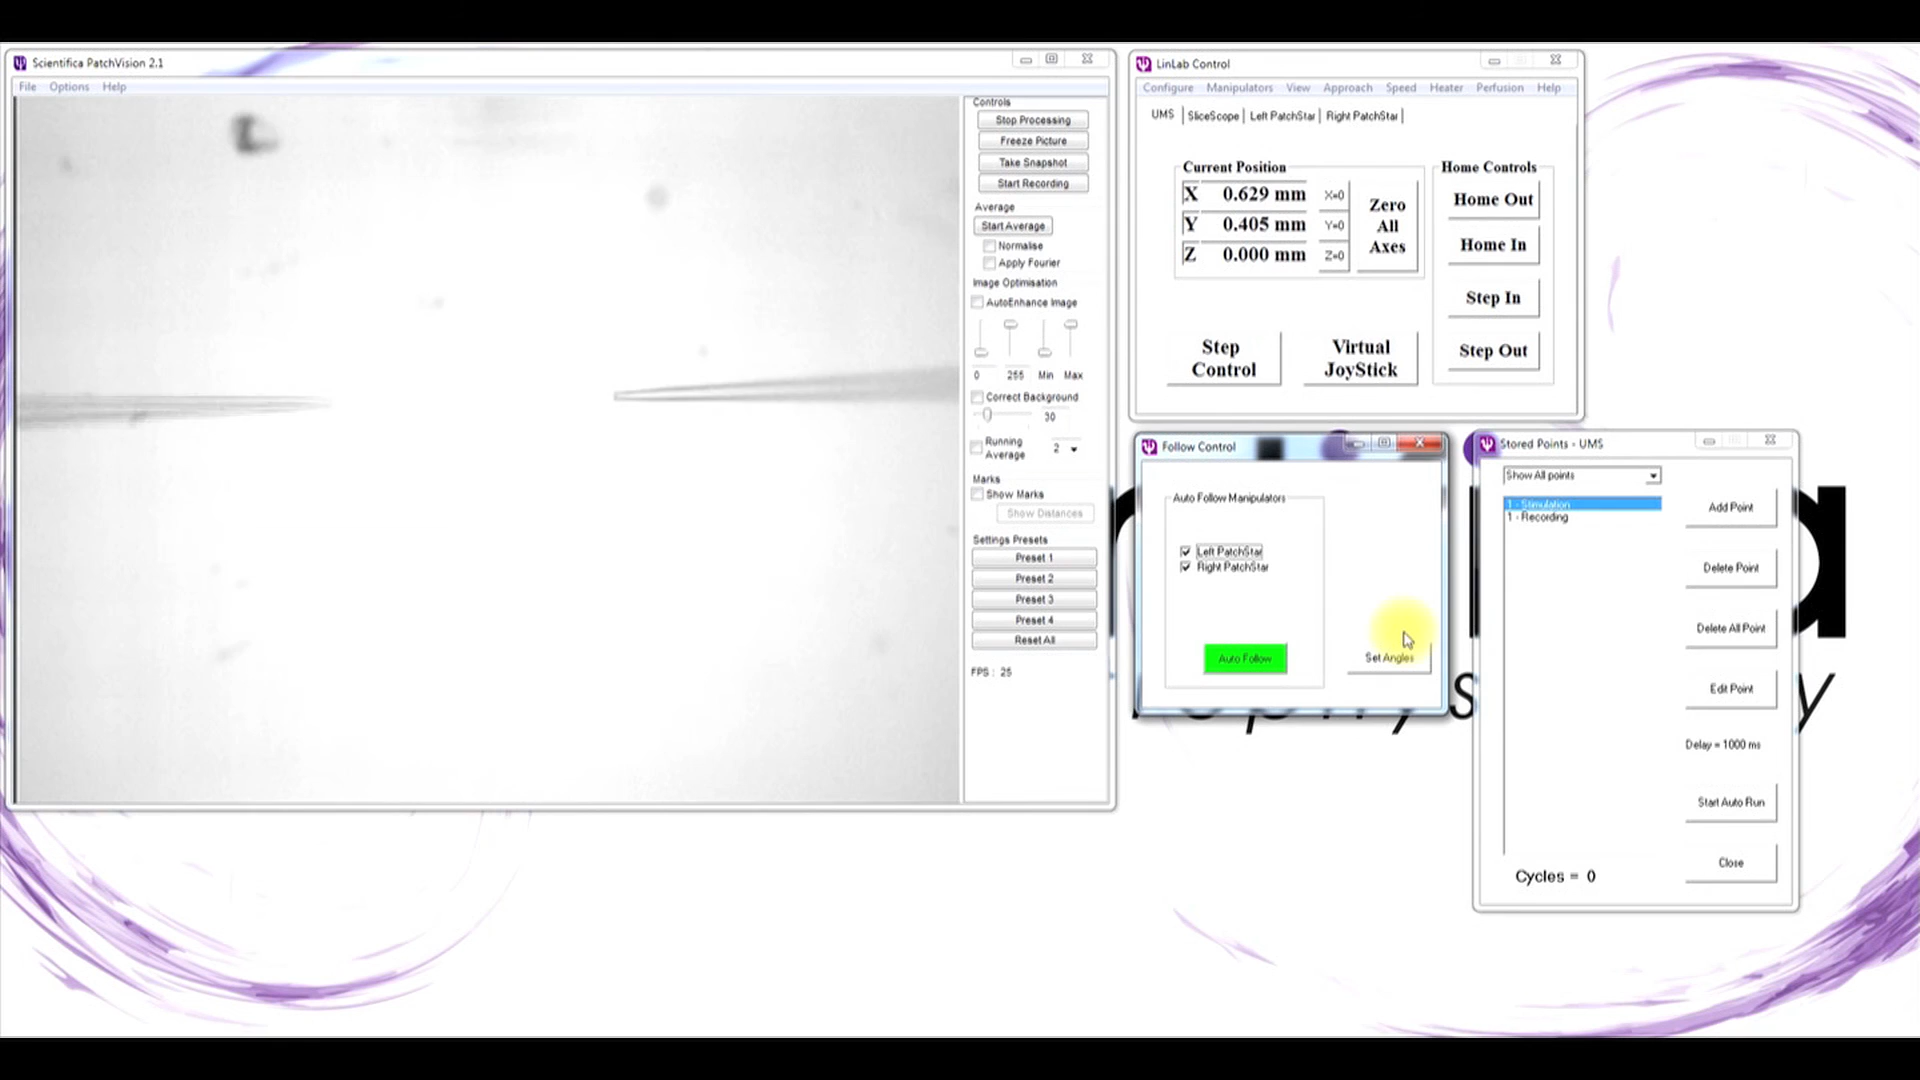 Scientifica PatchVision 2.1
File Options Help
Controls
Stop Processing
Freeze Picture
Take Snapshot
Start Recording
Average
Start Average
Normalise
Apply Fourier
Image Optimisation
AutoEnhance Image
0 255 Min Max
Correct Background
30
Running
Average
2
Marks
Show Marks
Show Distances
Settings Presets
Preset 1
Preset 2
Preset 3
Preset 4
Reset All
FPS : 25
LinLab Control
Configure Manipulators View Approach Speed Heater Perfusion Help
UMS SliceScope Left PatchStar Right PatchStar
Current Position
X 0.629 mm X=0
Y 0.405 mm Y=0
Z 0.000 mm Z=0
Zero
All
Axes
Home Controls
Home Out
Home In
Step In
Step Out
Step
Control
Virtual
JoyStick
Follow Control
Auto Follow Manipulators
Left PatchStar
Right PatchStar
Auto Follow
Set Angles
Stored Points - UMS
Show All points
1 - Stimulation
1 - Recording
Add Point
Delete Point
Delete All Point
Edit Point
Delay = 1000 ms
Start Auto Run
Close
Cycles = 0